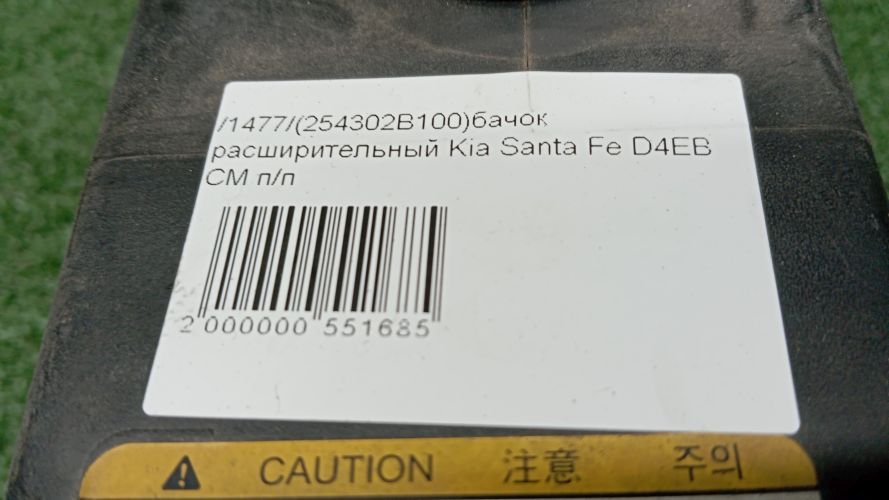 /1477/(254302B100)бачок
расширительный Kia Santa Fe D4EB
CM п/п
2 000000 551685
CAUTION 注意 주의